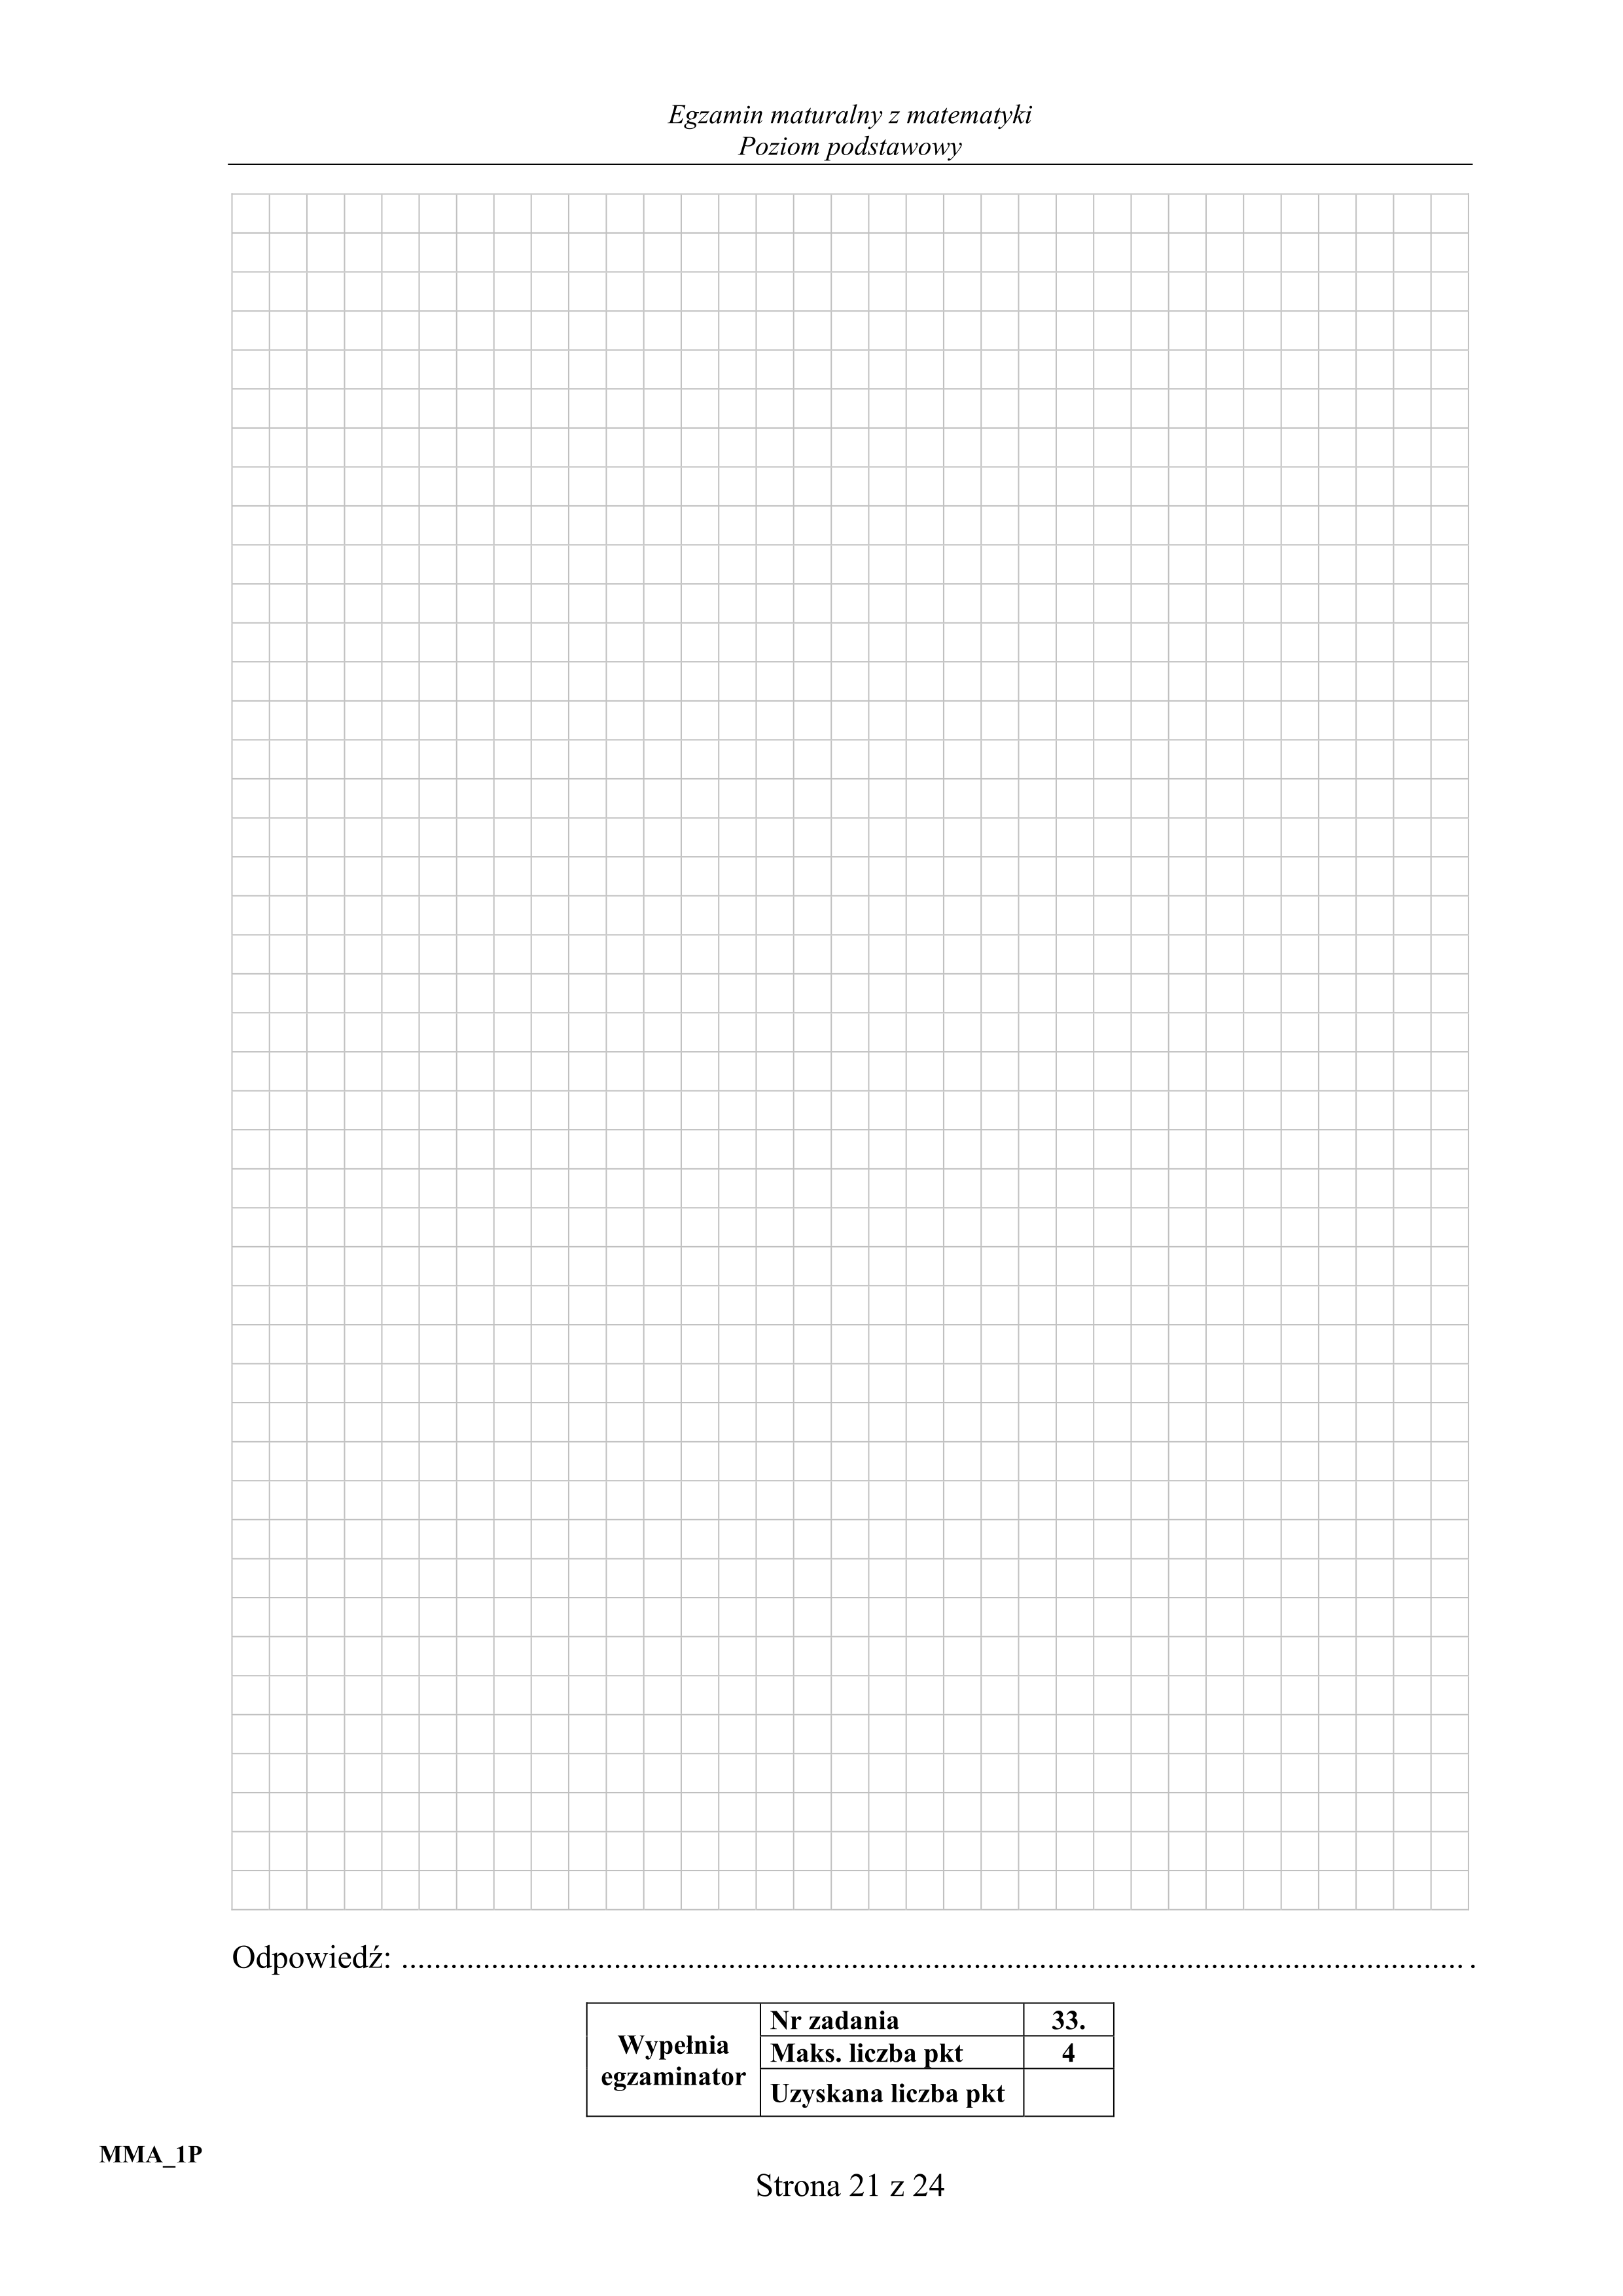 Egzamin maturalny z matematyki
Poziom podstawowy
Odpowiedź: .................................................................................................................................. .
Wypełnia egzaminator
Nr zadania 33.
Maks. liczba pkt 4
Uzyskana liczba pkt
MMA_1P
Strona 21 z 24